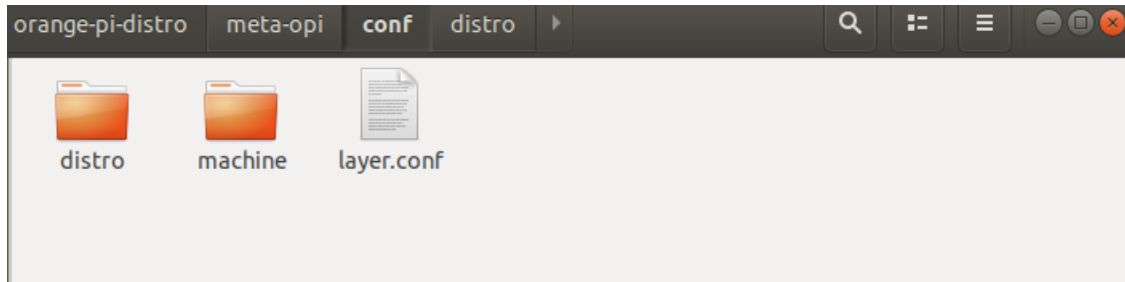 orange-pi-distro meta-opi conf distro
distro machine layer.conf